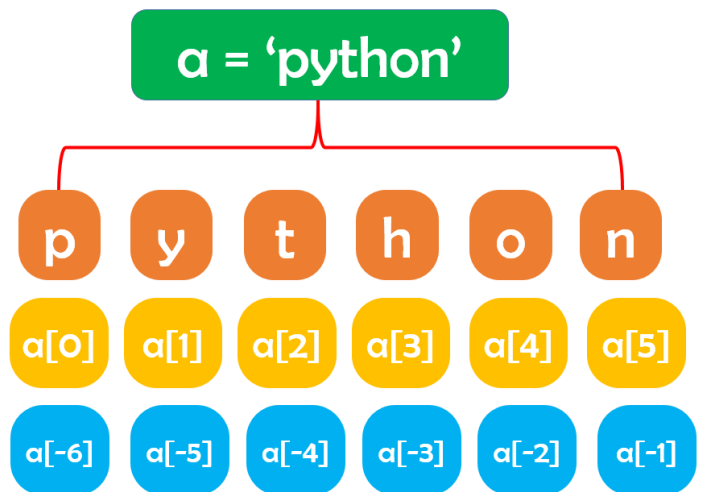 a = ‘python’
p y t h o n
a[0] a[1] a[2] a[3] a[4] a[5]
a[-6] a[-5] a[-4] a[-3] a[-2] a[-1]